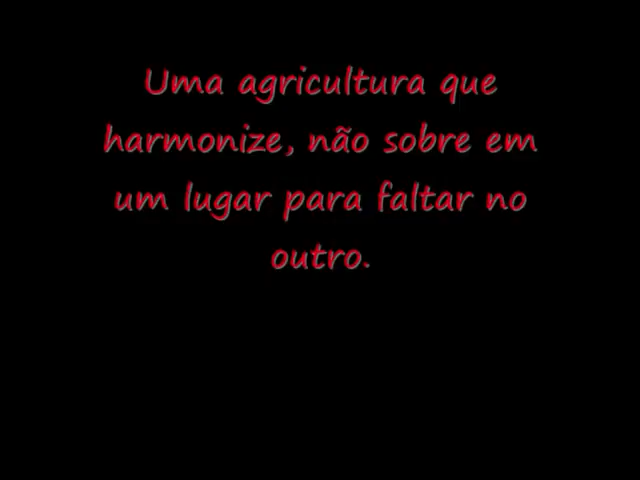 Uma agricultura que
harmonize, não sobre em
um lugar para faltar no
outro.